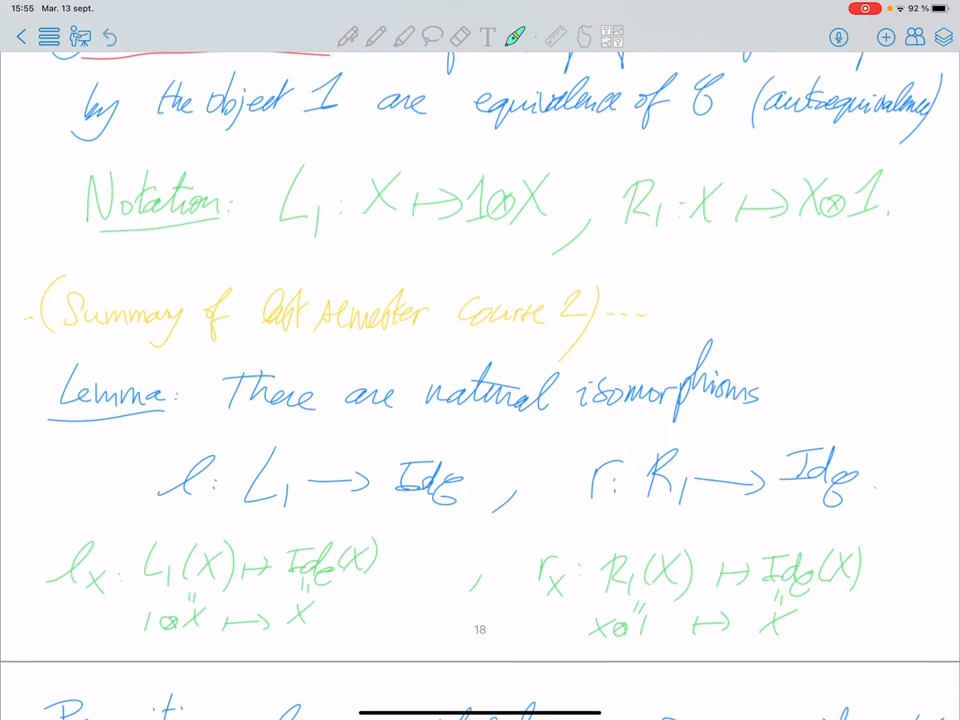 15:55 Mar. 13 sept. 92 %
by the object 1 are equivalence of 𝒞 (autoequivalence)
Notation: L₁ : X ↦ 1⊗X , R₁ : X ↦ X⊗1.
(Summary of last semester course 2) ....
Lemma: There are natural isomorphisms
l : L₁ → Id𝒞 , r : R₁ → Id𝒞.
lX : L₁(X) ↦ Id𝒞(X) , rX : R₁(X) ↦ Id𝒞(X)
" " " "
1⊗X ↦ X X⊗1 ↦ X
18